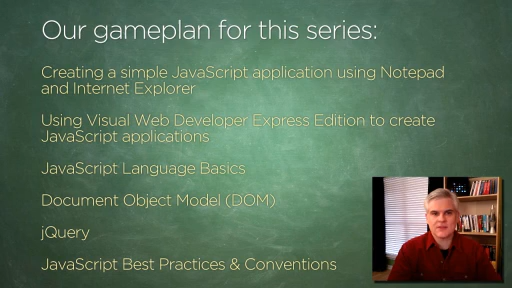 Our gameplan for this series:
Creating a simple JavaScript application using Notepad
and Internet Explorer
Using Visual Web Developer Express Edition to create
JavaScript applications
JavaScript Language Basics
Document Object Model (DOM)
jQuery
JavaScript Best Practices & Conventions